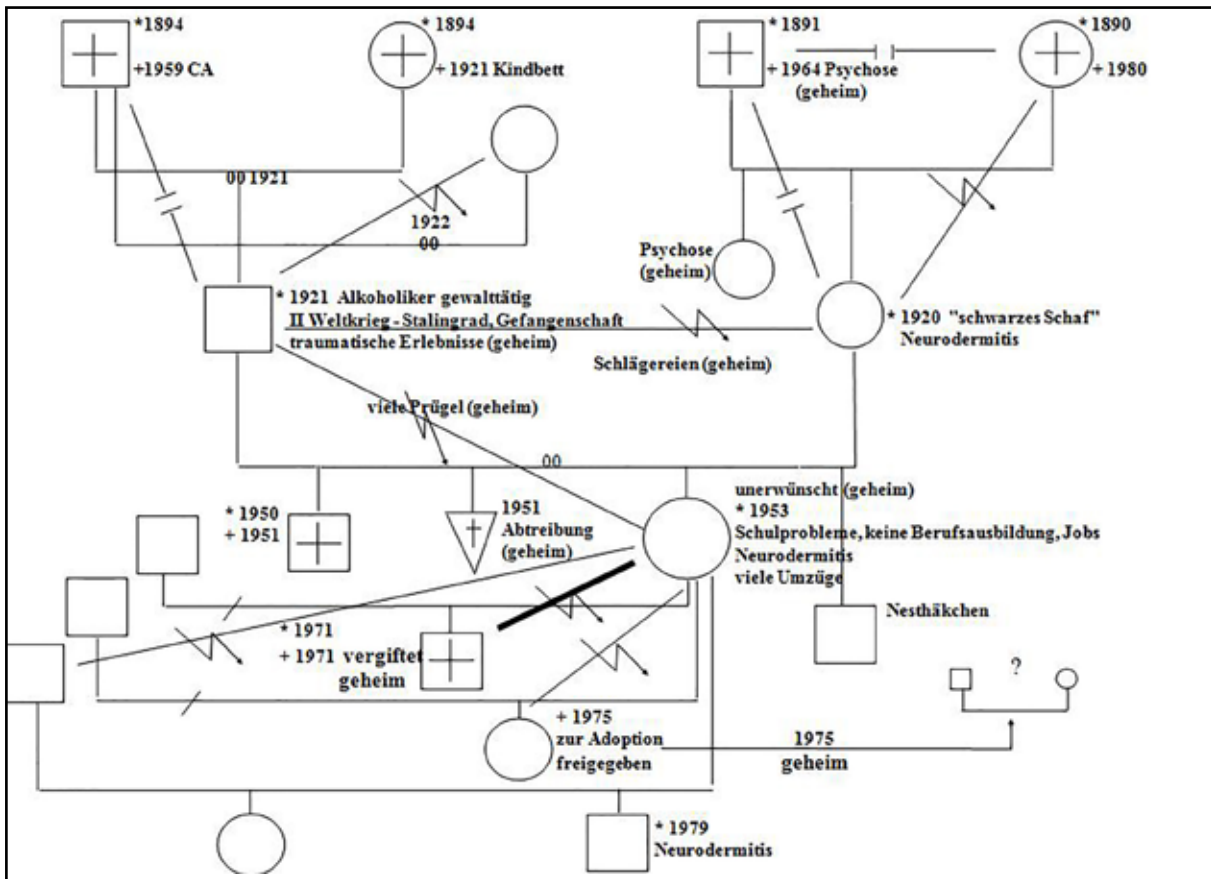 *1894
+1959 CA
*1894
+ 1921 Kindbett
*1891
+ 1964 Psychose
(geheim)
*1890
+ 1980
00 1921
1922
00
Psychose
(geheim)
* 1921 Alkoholiker gewalttätig
II Weltkrieg - Stalingrad, Gefangenschaft
traumatische Erlebnisse (geheim)
* 1920 "schwarzes Schaf"
Neurodermitis
Schlägereien (geheim)
viele Prügel (geheim)
00
* 1950
+ 1951
1951
Abtreibung
(geheim)
unerwünscht (geheim)
* 1953
Schulprobleme, keine Berufsausbildung, Jobs
Neurodermitis
viele Umzüge
Nesthäkchen
* 1971
+ 1971 vergiftet
geheim
?
+ 1975
zur Adoption
freigegeben
1975
geheim
* 1979
Neurodermitis